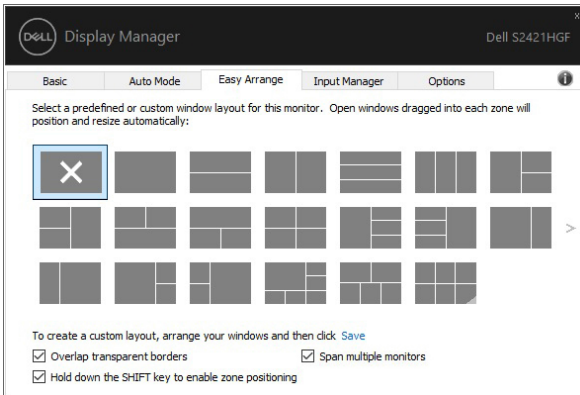 DELL Display Manager Dell S2421HGF
Basic Auto Mode Easy Arrange Input Manager Options
Select a predefined or custom window layout for this monitor. Open windows dragged into each zone will
position and resize automatically:
To create a custom layout, arrange your windows and then click Save
Overlap transparent borders Span multiple monitors
Hold down the SHIFT key to enable zone positioning